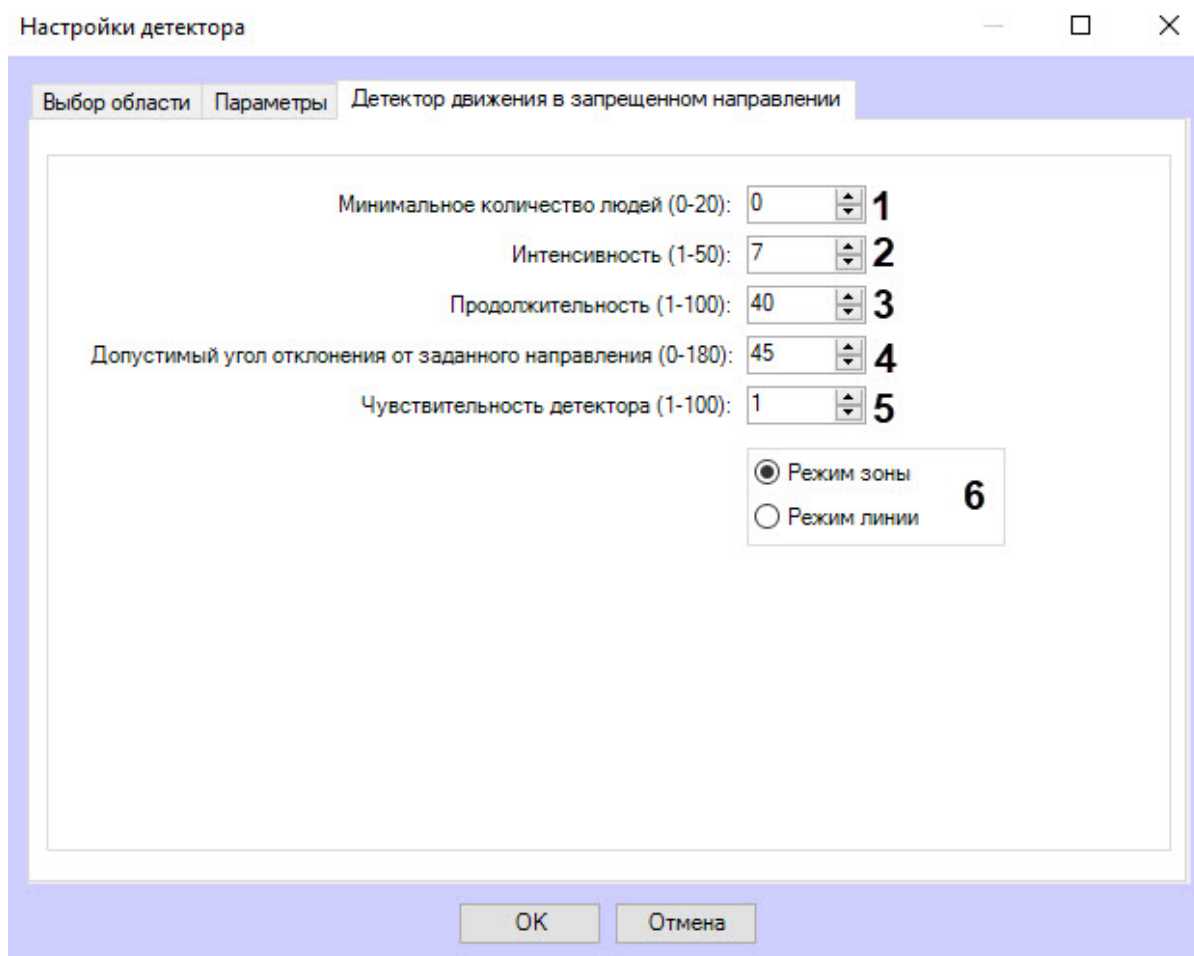 Настройки детектора
Выбор области Параметры Детектор движения в запрещенном направлении
Минимальное количество людей (0-20): 0 1
Интенсивность (1-50): 7 2
Продолжительность (1-100): 40 3
Допустимый угол отклонения от заданного направления (0-180): 45 4
Чувствительность детектора (1-100): 1 5
Режим зоны
6
Режим линии
OK Отмена